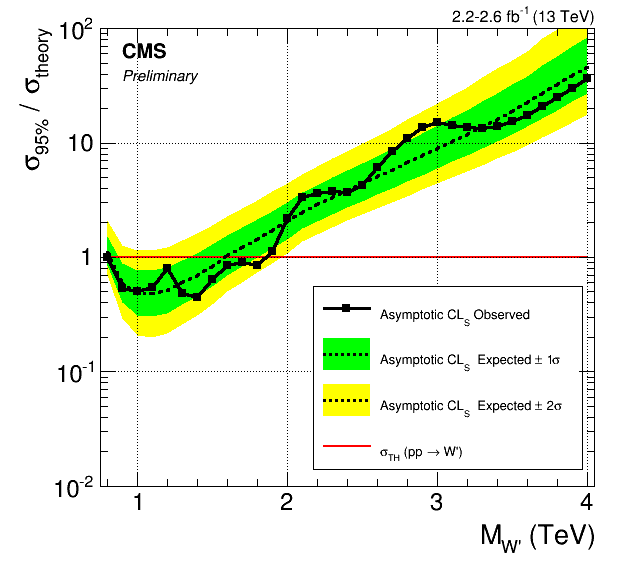 2.2-2.6 fb⁻¹ (13 TeV)
CMS
Preliminary
σ₉₅% / σtheory
10²
10
1
10⁻¹
10⁻²
Asymptotic CLS Observed
Asymptotic CLS Expected ± 1σ
Asymptotic CLS Expected ± 2σ
σTH (pp → W')
1 2 3 4
MW' (TeV)